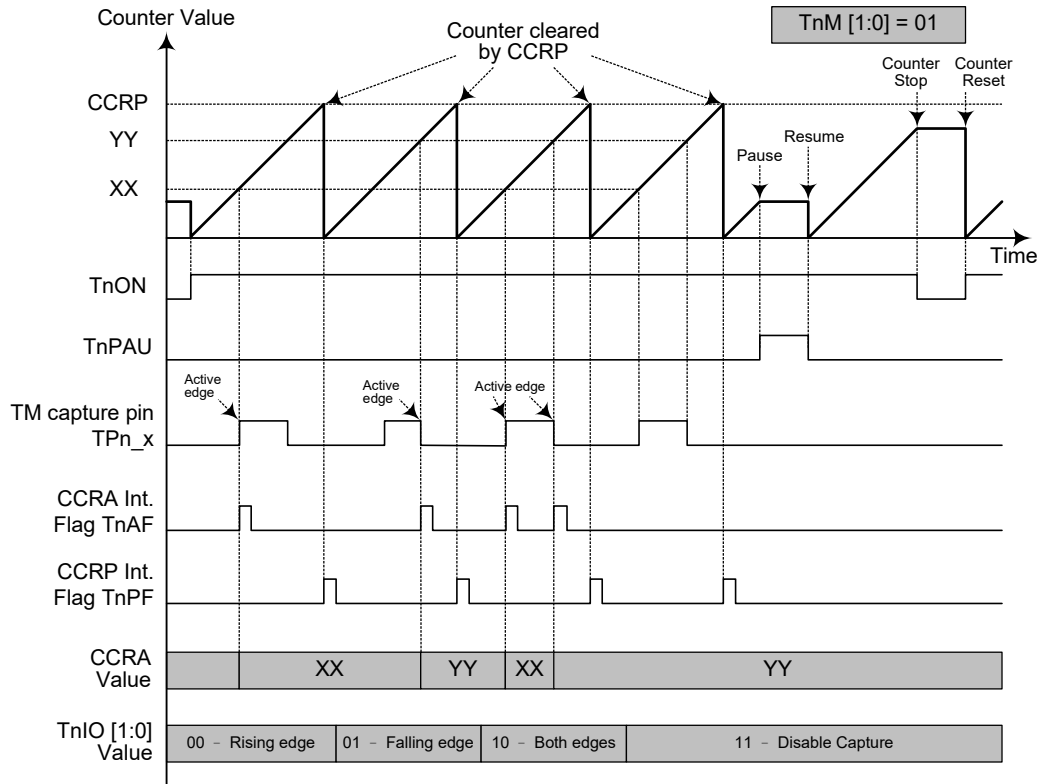 Counter Value
TnM [1:0] = 01
Counter cleared
by CCRP
Counter
Stop
Counter
Reset
CCRP
YY
Resume
Pause
XX
Time
TnON
TnPAU
Active
edge
Active
edge
Active edge
TM capture pin
TPn_x
CCRA Int.
Flag TnAF
CCRP Int.
Flag TnPF
CCRA
Value
XX
YY
XX
YY
TnIO [1:0]
Value
00 - Rising edge
01 - Falling edge
10 - Both edges
11 - Disable Capture